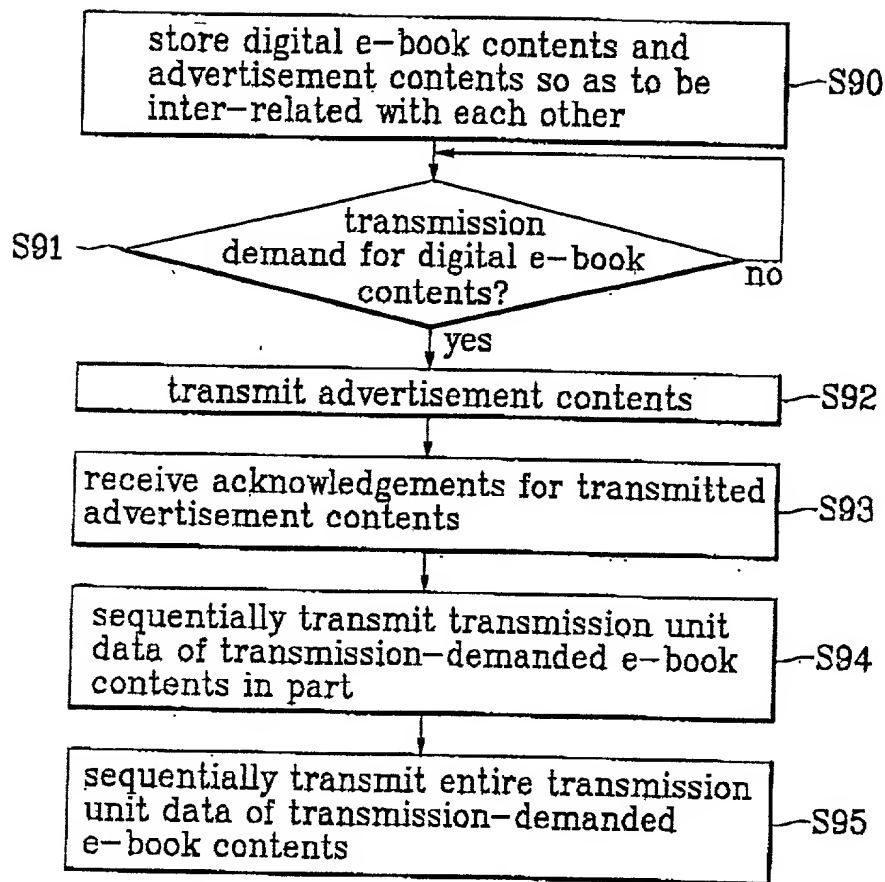 store digital e-book contents and
advertisement contents so as to be
inter-related with each other
S90
transmission
demand for digital e-book
contents?
S91
no
yes
transmit advertisement contents
S92
receive acknowledgements for transmitted
advertisement contents
S93
sequentially transmit transmission unit
data of transmission-demanded e-book
contents in part
S94
sequentially transmit entire transmission
unit data of transmission-demanded
e-book contents
S95